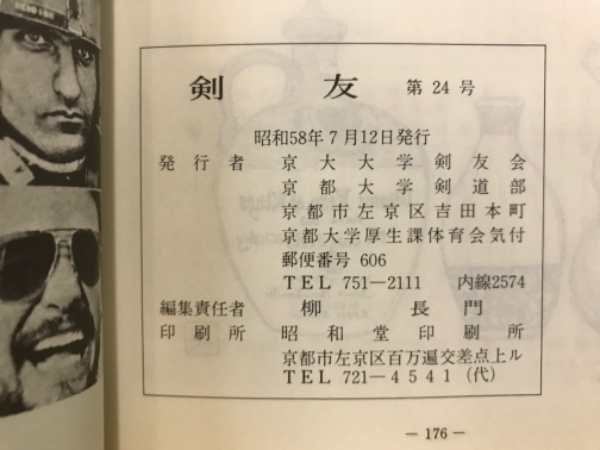 剣友 第24号
昭和58年7月12日発行
発行者 京大大学剣友会
京都大学剣道部
京都市左京区吉田本町
京都大学厚生課体育会気付
郵便番号 606
TEL 751-2111 内線2574
編集責任者 柳長門
印刷所 昭和堂印刷所
京都市左京区百万遍交差点上ル
TEL 721-4541(代)
- 176 -